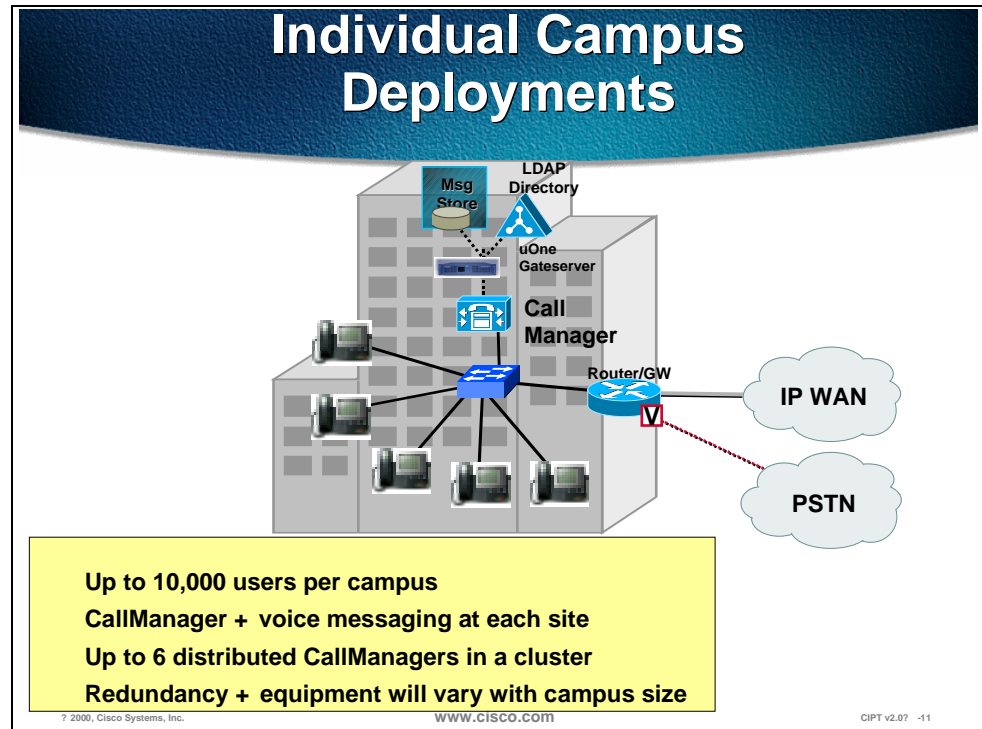 Individual Campus
Deployments
Msg
Store
LDAP
Directory
uOne
Gateserver
Call
Manager
Router/GW
V
IP WAN
PSTN
Up to 10,000 users per campus
CallManager + voice messaging at each site
Up to 6 distributed CallManagers in a cluster
Redundancy + equipment will vary with campus size
? 2000, Cisco Systems, Inc.
www.cisco.com
CIPT v2.0? -11